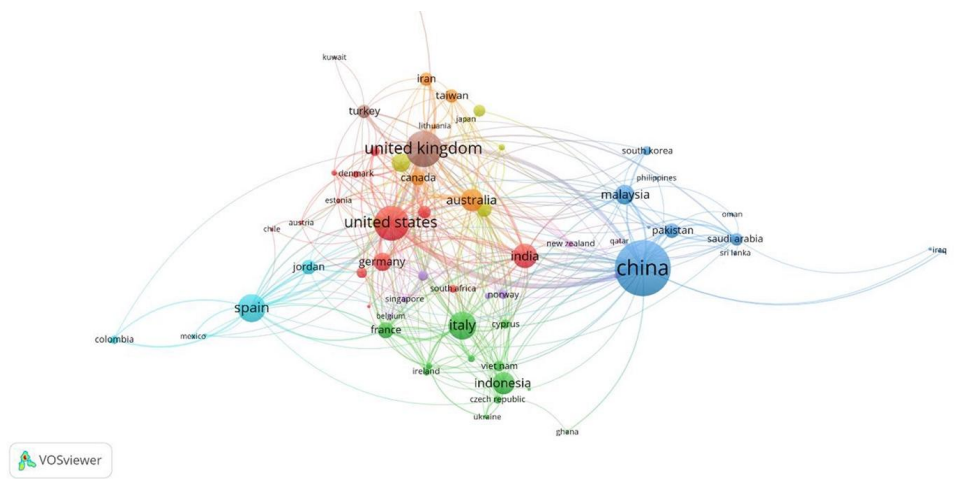 kuwait
iran
taiwan
turkey
japan
lithuania
united kingdom
south korea
denmark
canada
philippines
malaysia
estonia
australia
oman
austria
united states
chile
pakistan
new zealand
qatar
saudi arabia
iraq
sri lanka
india
germany
jordan
china
south africa
norway
singapore
spain
belgium
italy
cyprus
france
mexico
colombia
viet nam
ireland
indonesia
czech republic
ukraine
ghana
VOSviewer